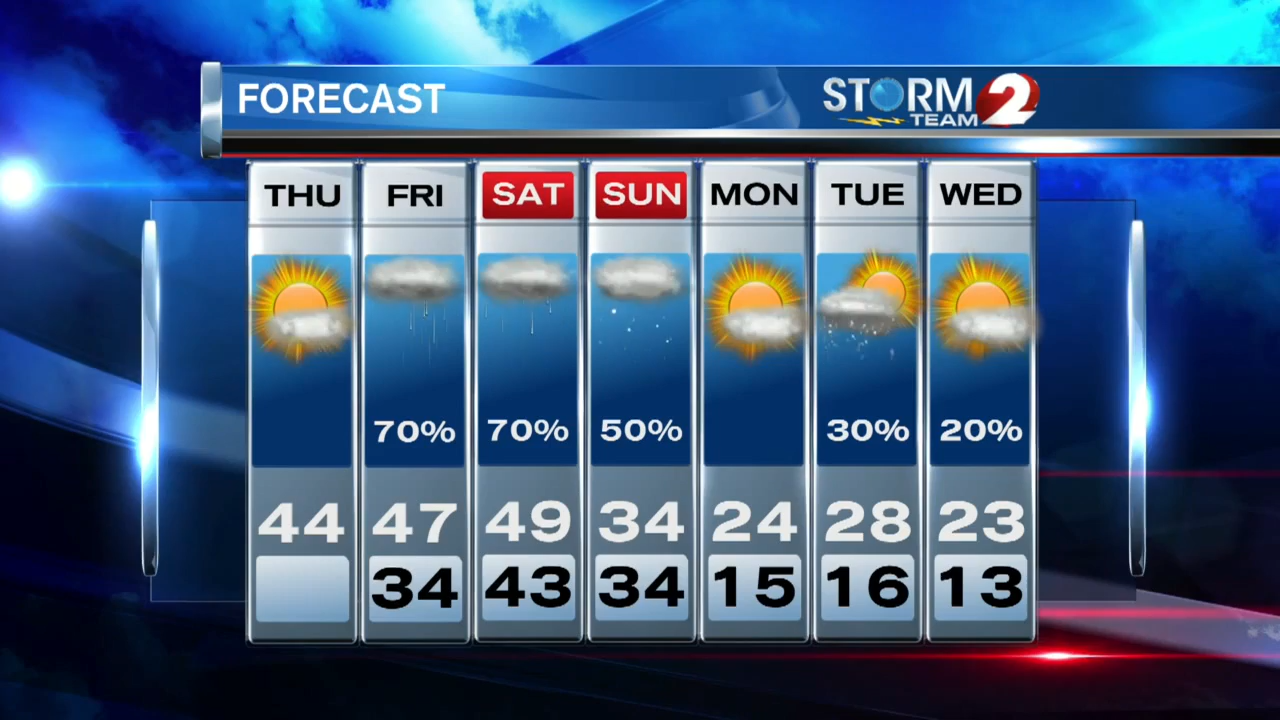 FORECAST
STORM
TEAM 2
THU FRI SAT SUN MON TUE WED
70% 70% 50% 30% 20%
44 47 49 34 24 28 23
34 43 34 15 16 13